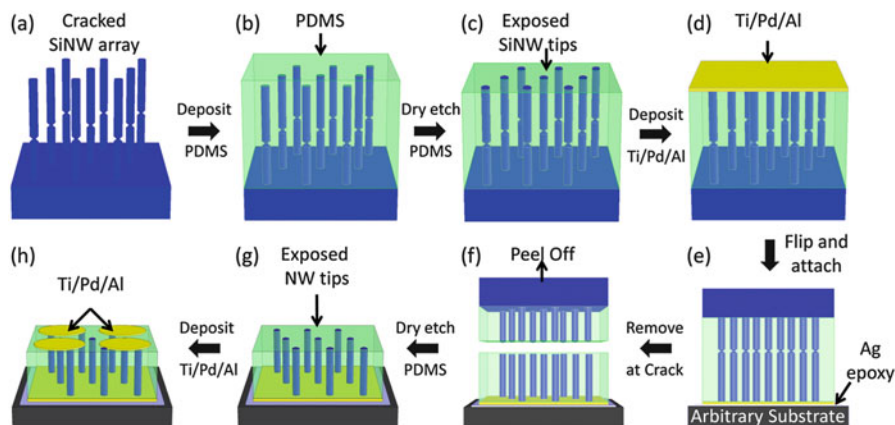 (a)
Cracked
SiNW array
Deposit
PDMS
(b)
PDMS
Dry etch
PDMS
(c)
Exposed
SiNW tips
Deposit
Ti/Pd/Al
(d)
Ti/Pd/Al
Flip and
attach
(e)
Ag
epoxy
Arbitrary Substrate
Remove
at Crack
(f)
Peel Off
Dry etch
PDMS
(g)
Exposed
NW tips
Deposit
Ti/Pd/Al
(h)
Ti/Pd/Al